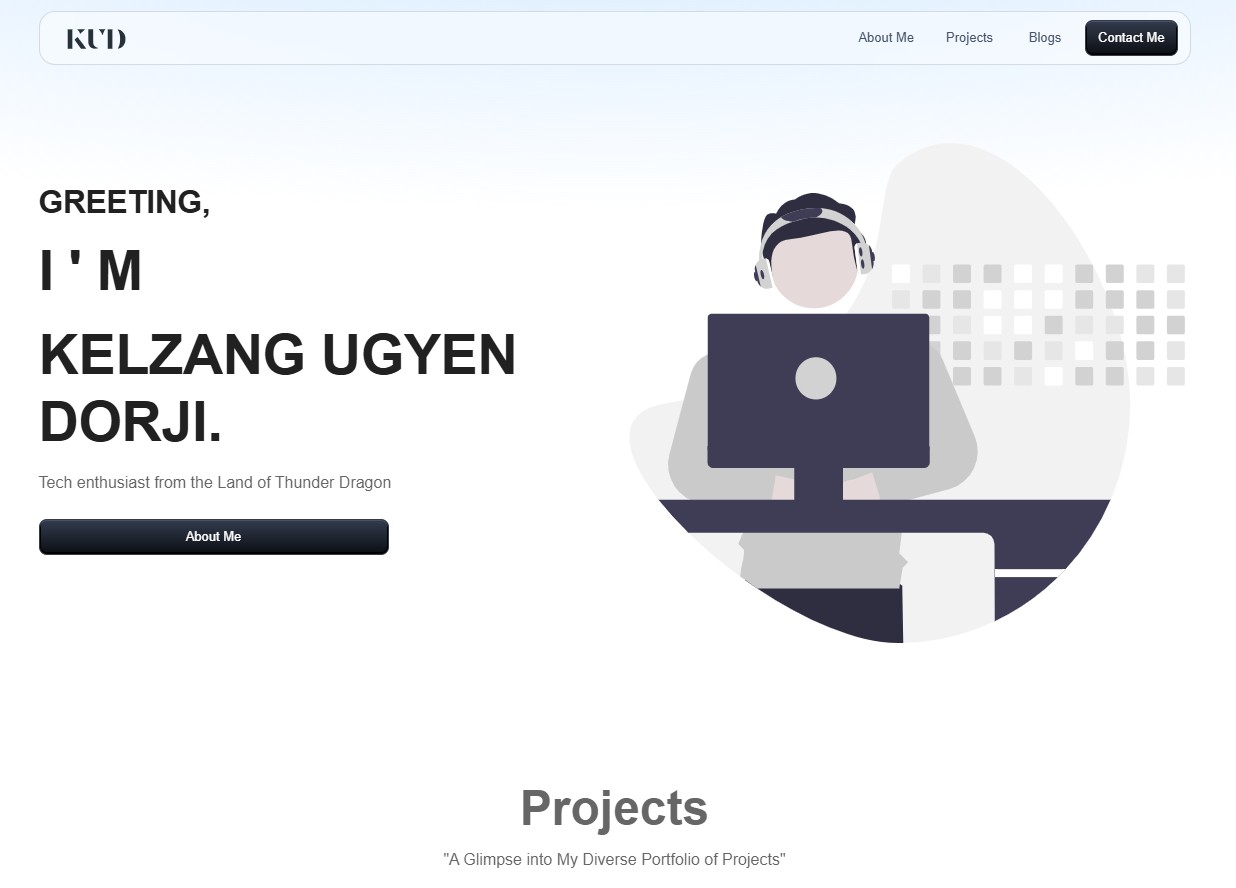 KUD
About Me
Projects
Blogs
Contact Me
GREETING,
I ' M
KELZANG UGYEN
DORJI.
Tech enthusiast from the Land of Thunder Dragon
About Me
Projects
"A Glimpse into My Diverse Portfolio of Projects"